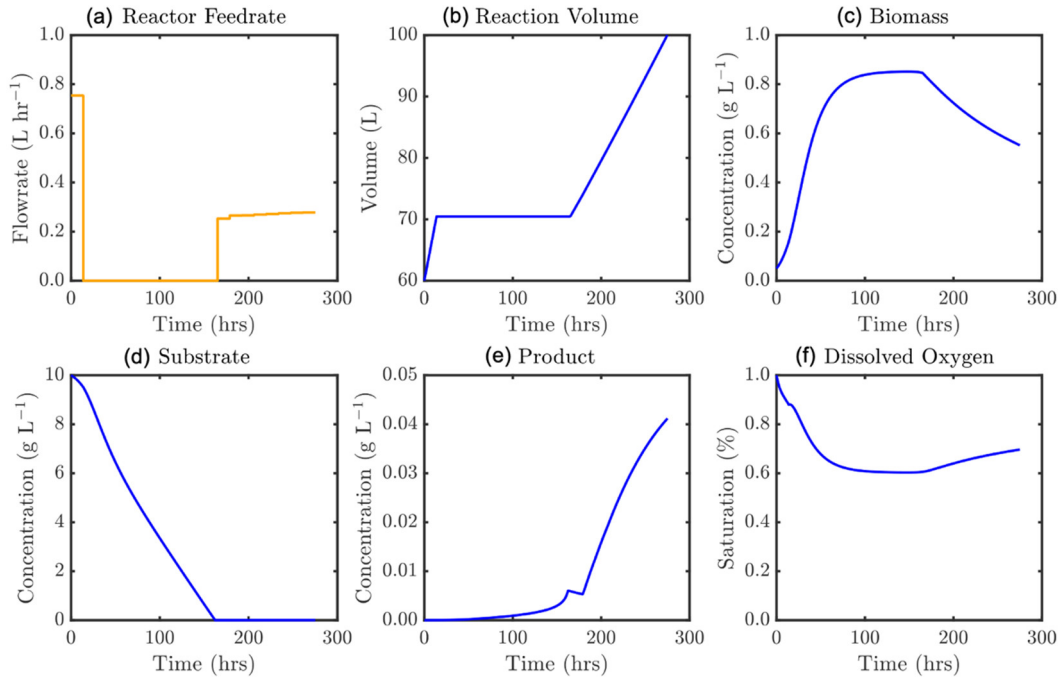 (a) Reactor Feedrate
Flowrate (L hr⁻¹)
1.0
0.8
0.6
0.4
0.2
0.0
0 100 200 300
Time (hrs)
(b) Reaction Volume
Volume (L)
100
90
80
70
60
0 100 200 300
Time (hrs)
(c) Biomass
Concentration (g L⁻¹)
1.0
0.8
0.6
0.4
0.2
0.0
0 100 200 300
Time (hrs)
(d) Substrate
Concentration (g L⁻¹)
10
8
6
4
2
0
0 100 200 300
Time (hrs)
(e) Product
Concentration (g L⁻¹)
0.05
0.04
0.03
0.02
0.01
0.00
0 100 200 300
Time (hrs)
(f) Dissolved Oxygen
Saturation (%)
1.0
0.8
0.6
0.4
0.2
0.0
0 100 200 300
Time (hrs)